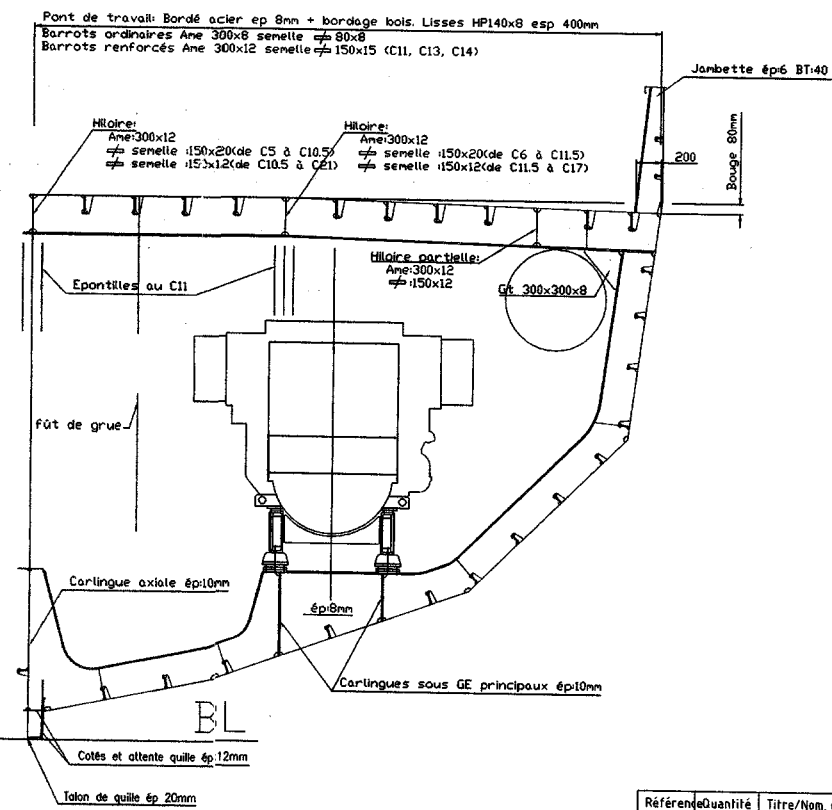 Pont de travail: Bordé acier ep 8mm + bordage bois. Lisses HP140x8 esp 400mm
Barrots ordinaires Ame 300x8 semelle ≠ 80x8
Barrots renforcés Ame 300x12 semelle ≠ 150x15 (C11, C13, C14)
Jambette ép:6 BT:40
Hiloire:
Ame:300x12
≠ semelle :150x20(de C5 à C10.5)
≠ semelle :150x12(de C10.5 à C21)
Hiloire:
Ame:300x12
≠ semelle :150x20(de C6 à C11.5)
≠ semelle :150x12(de C11.5 à C17)
200
Bouge 80mm
Hiloire partielle:
Ame:300x12
≠ :150x12
Epontilles au C11
Gt 300x300x8
fût de grue
Carlingue axiale ép:10mm
ép:8mm
Carlingues sous GE principaux ép:10mm
BL
Cotés et attente quille ép:12mm
Talon de quille ép 20mm
Référence Quantité Titre/Nom,